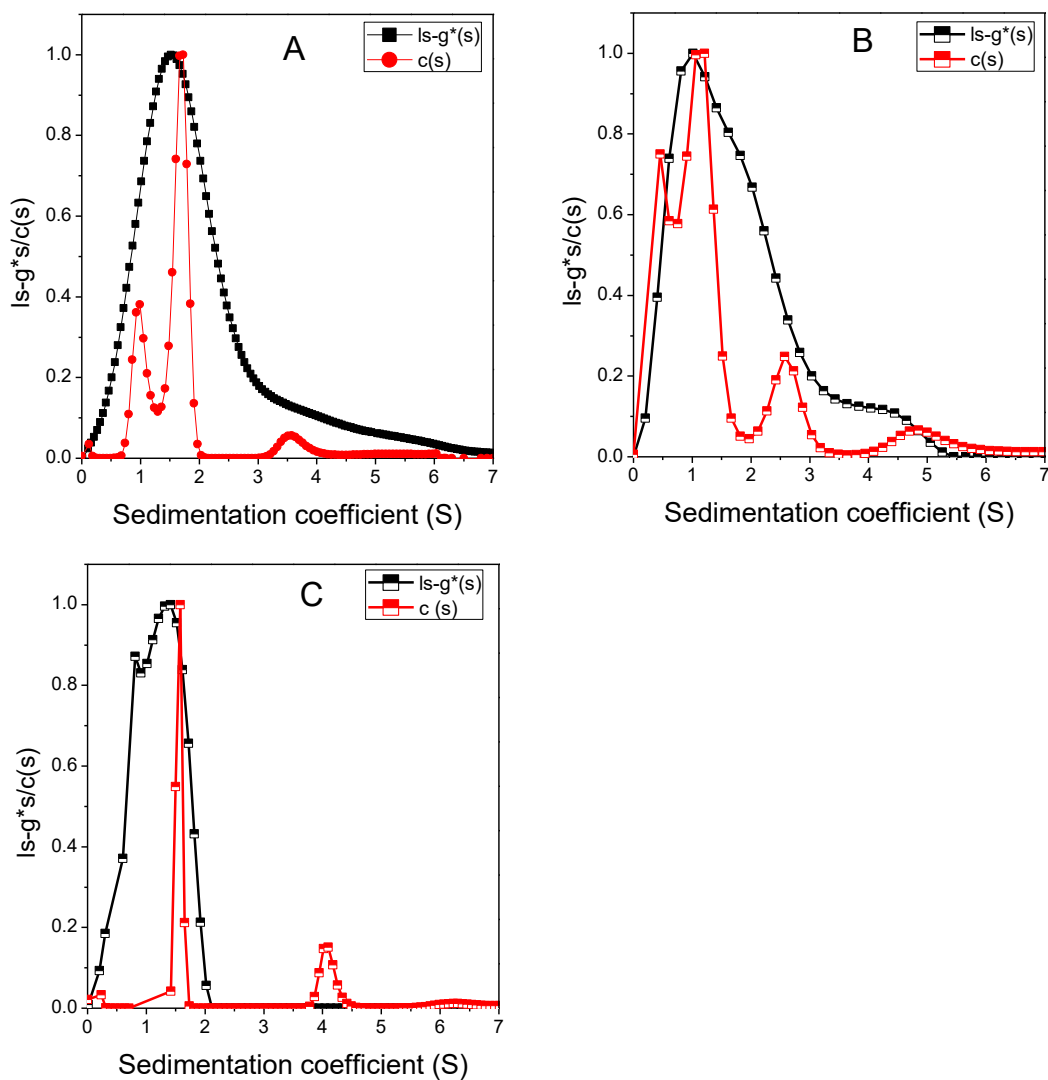 A
ls-g*(s)
c(s)
1.0
0.8
0.6
0.4
0.2
0.0
ls-g*s/c(s)
0 1 2 3 4 5 6 7
Sedimentation coefficient (S)
B
ls-g*(s)
c(s)
1.0
0.8
0.6
0.4
0.2
0.0
ls-g*s/c(s)
0 1 2 3 4 5 6 7
Sedimentation coefficient (S)
C
ls-g*(s)
c (s)
1.0
0.8
0.6
0.4
0.2
0.0
ls-g*s/c(s)
0 1 2 3 4 5 6 7
Sedimentation coefficient (S)